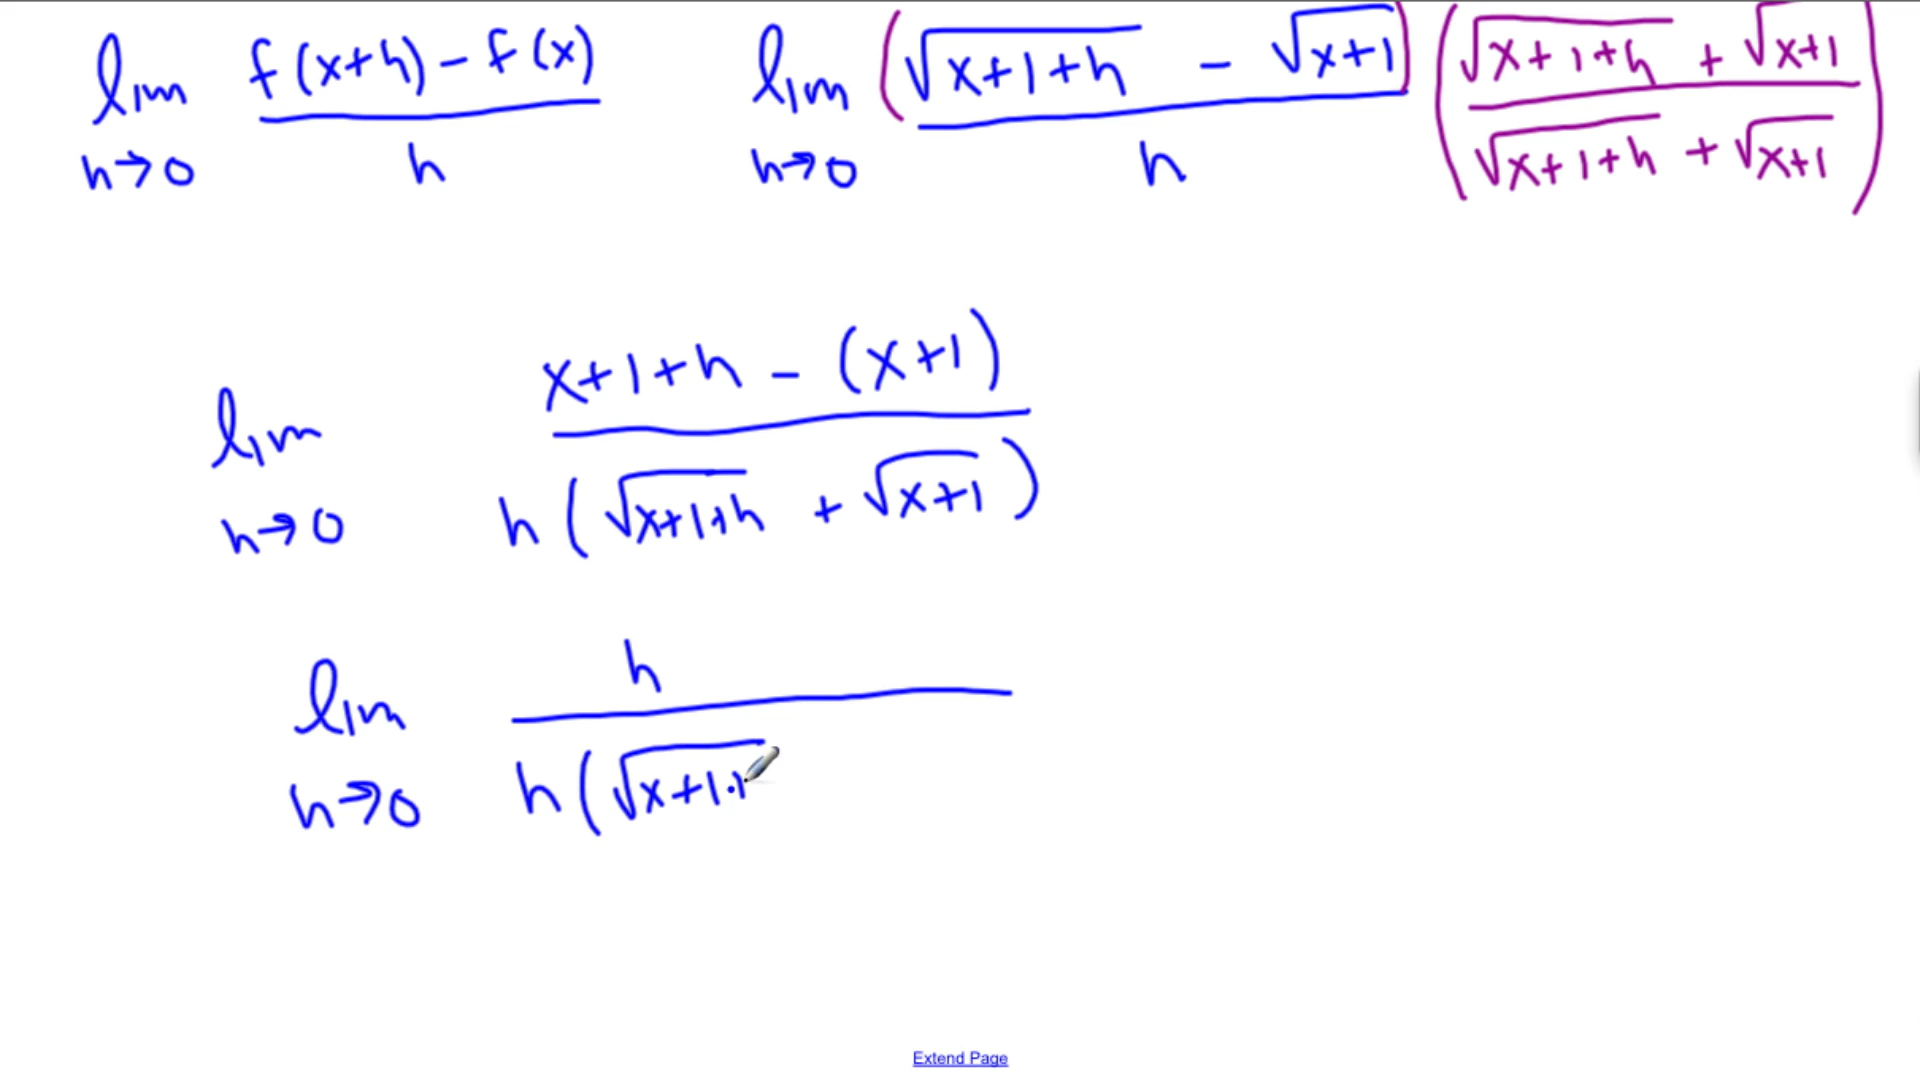 lim h→0 f(x+h) - f(x) / h    lim h→0 (√x+1+h - √x+1) / h (√x+1+h + √x+1 / √x+1+h + √x+1)
lim h→0 x+1+h - (x+1) / h(√x+1+h + √x+1)
lim h→0 h / h(√x+1+
Extend Page